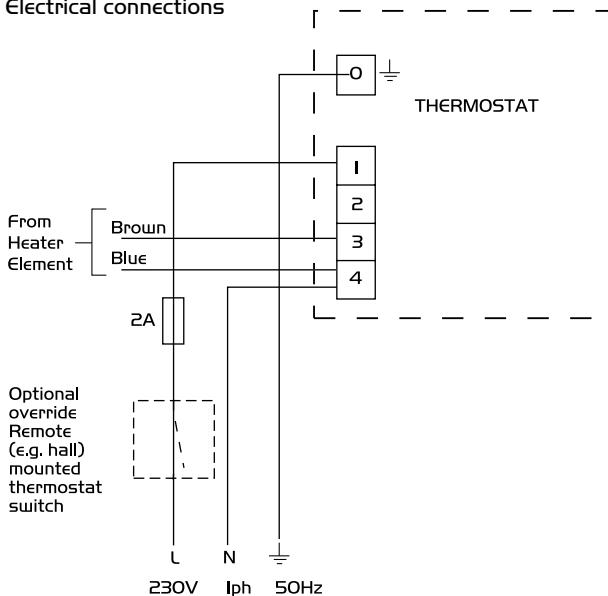 Electrical connections
0
THERMOSTAT
1
2
3
4
From
Heater
Element
Brown
Blue
2A
Optional
override
Remote
(e.g. hall)
mounted
thermostat
switch
L N
230V 1ph 50Hz